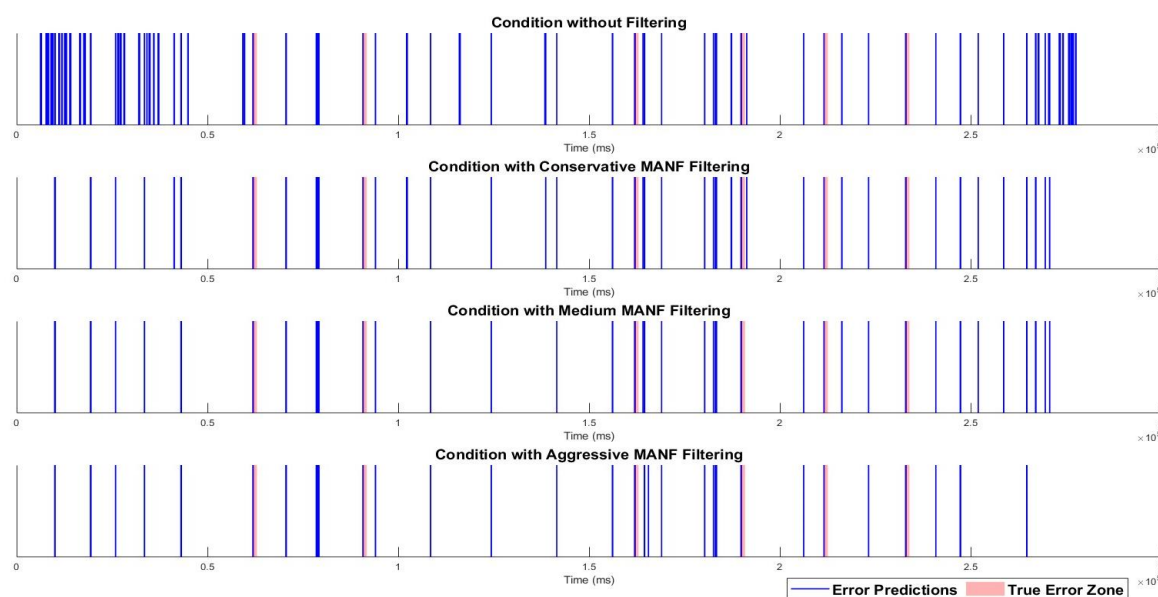 Condition without Filtering
0 0.5 1 1.5 2 2.5
Time (ms)
Condition with Conservative MANF Filtering
0 0.5 1 1.5 2 2.5
Time (ms)
Condition with Medium MANF Filtering
0 0.5 1 1.5 2 2.5
Time (ms)
Condition with Aggressive MANF Filtering
0 0.5 1 1.5 2 2.5
Time (ms)
Error Predictions True Error Zone